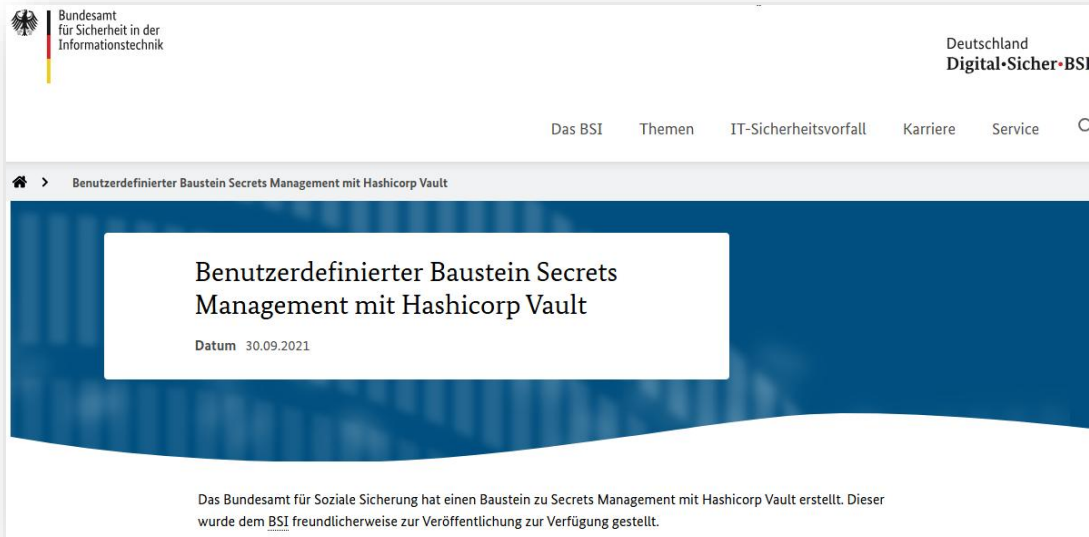 Bundesamt
für Sicherheit in der
Informationstechnik
Deutschland
Digital•Sicher•BSI
Das BSI Themen IT-Sicherheitsvorfall Karriere Service
Benutzerdefinierter Baustein Secrets Management mit Hashicorp Vault
Benutzerdefinierter Baustein Secrets
Management mit Hashicorp Vault
Datum 30.09.2021
Das Bundesamt für Soziale Sicherung hat einen Baustein zu Secrets Management mit Hashicorp Vault erstellt. Dieser
wurde dem BSI freundlicherweise zur Veröffentlichung zur Verfügung gestellt.